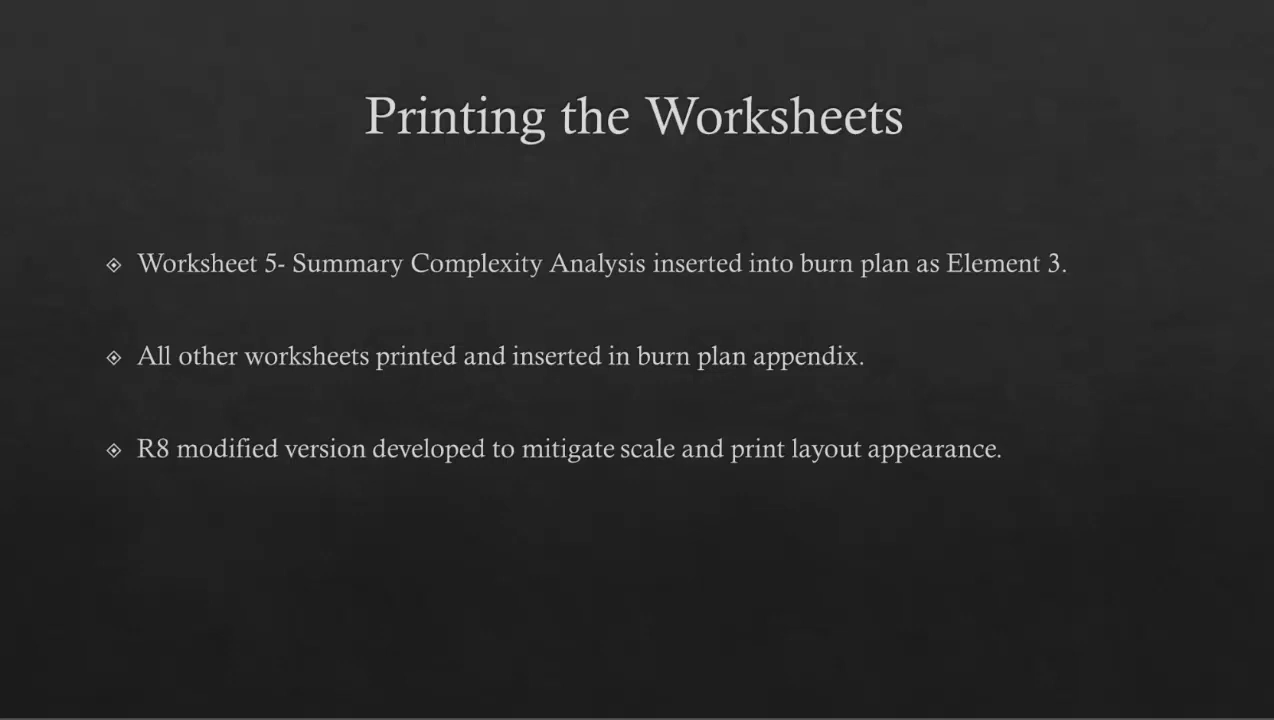 Printing the Worksheets
Worksheet 5- Summary Complexity Analysis inserted into burn plan as Element 3.
All other worksheets printed and inserted in burn plan appendix.
R8 modified version developed to mitigate scale and print layout appearance.